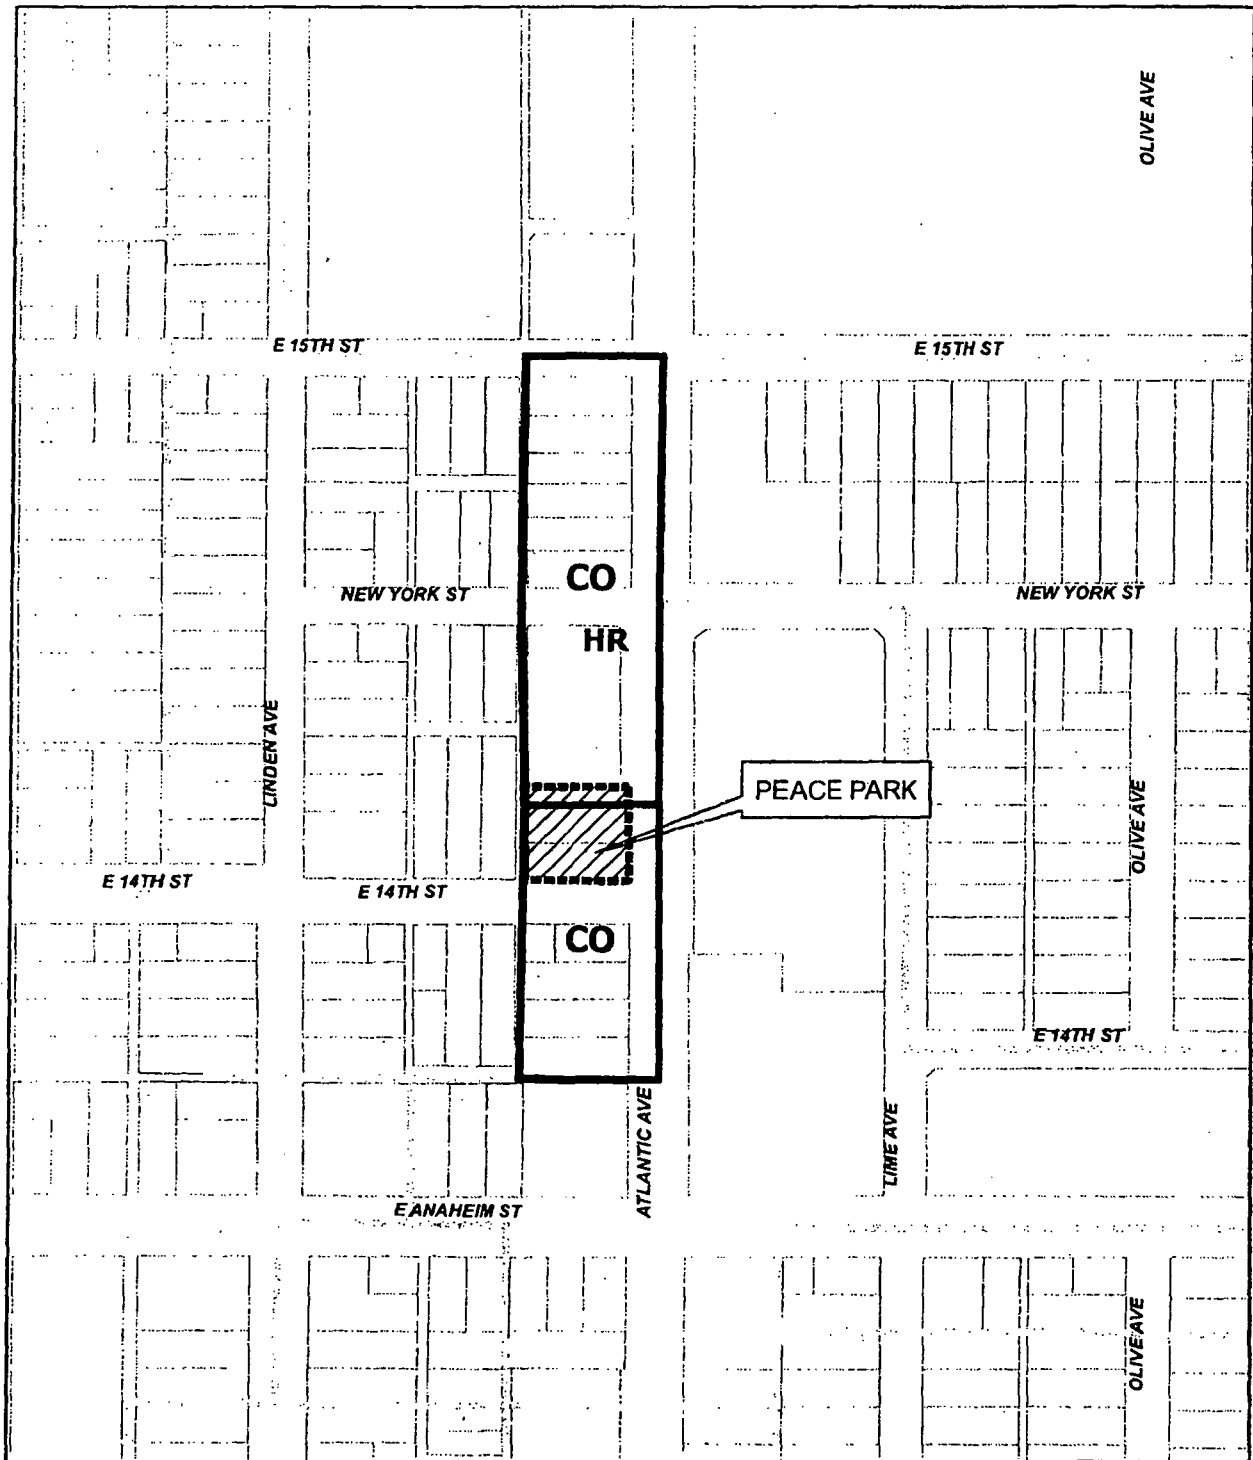 OLIVE AVE
E 15TH ST
E 15TH ST
CO
NEW YORK ST
NEW YORK ST
HR
LINDEN AVE
PEACE PARK
OLIVE AVE
E 14TH ST
E 14TH ST
CO
E 14TH ST
ATLANTIC AVE
LIME AVE
E ANAHEIM ST
OLIVE AVE